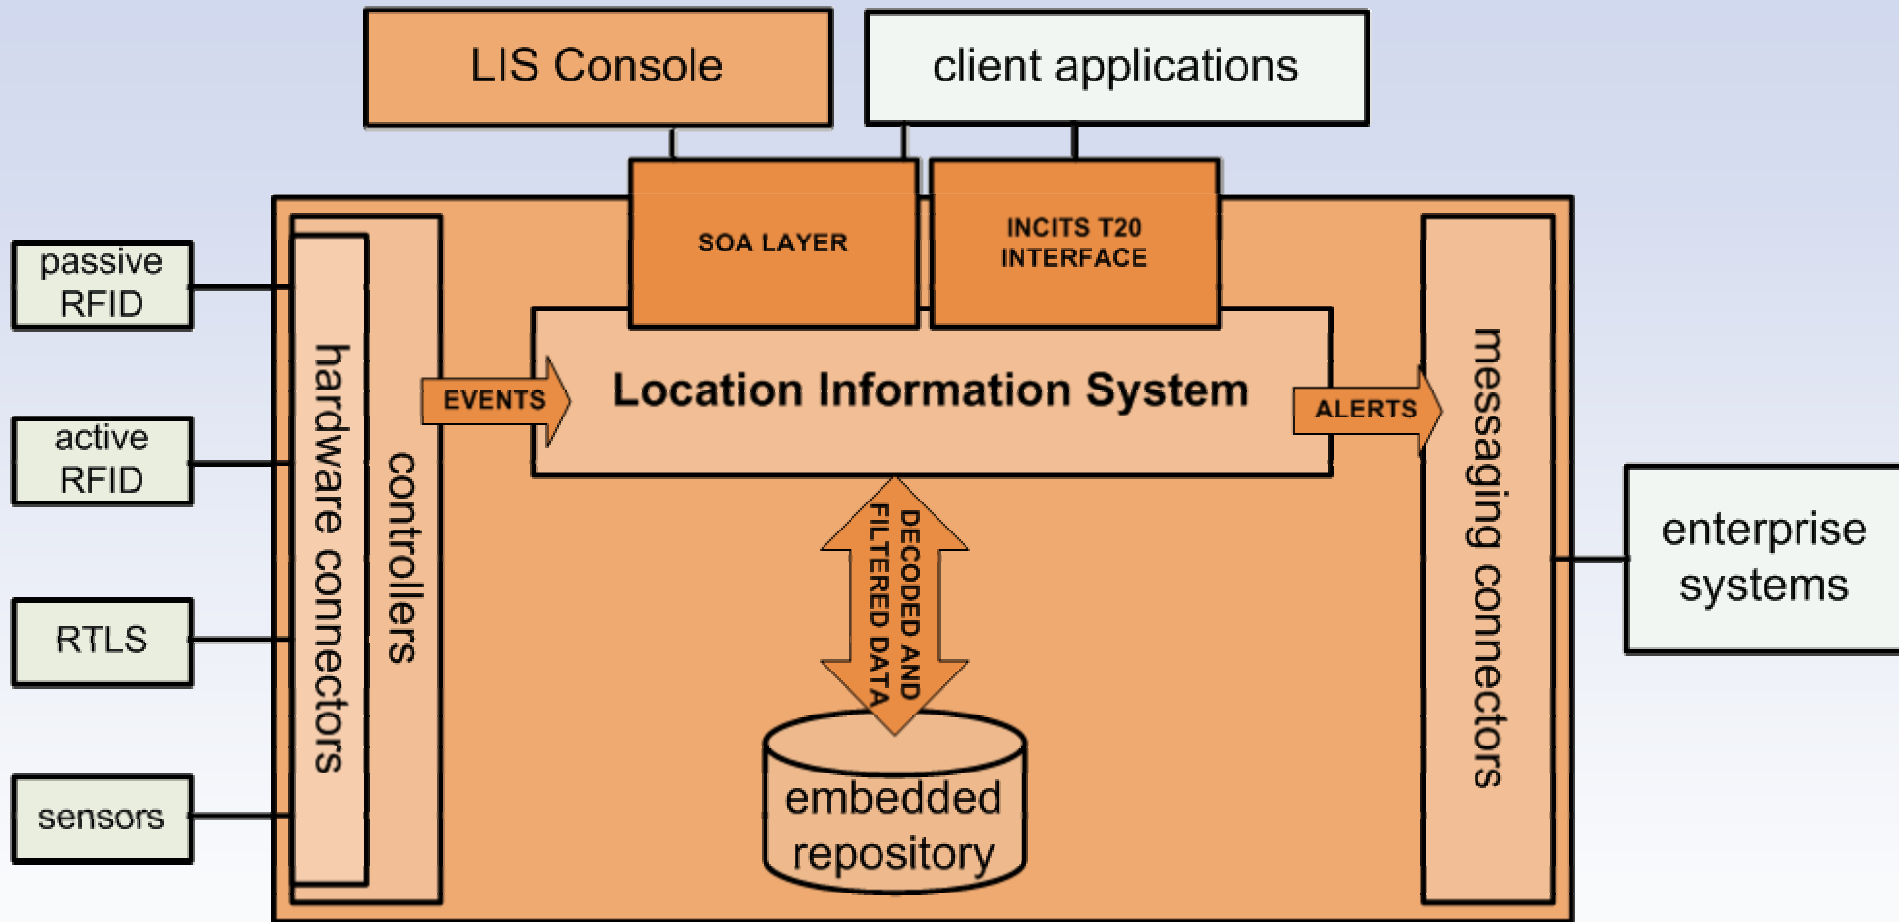 LIS Console
client applications
SOA LAYER
INCITS T20
INTERFACE
passive
RFID
active
RFID
RTLS
sensors
hardware connectors
controllers
EVENTS
Location Information System
ALERTS
messaging connectors
enterprise
systems
DECODED AND
FILTERED DATA
embedded
repository